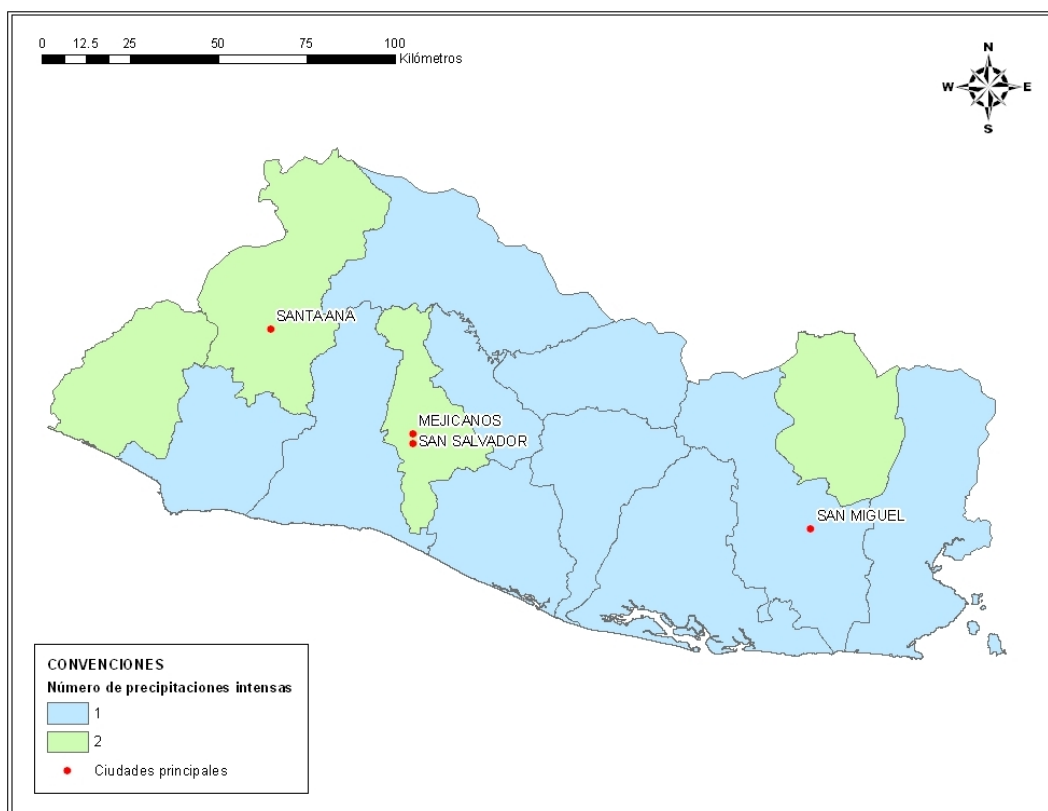 0 12.5 25 50 75 100
Kilómetros
N
W E
S
SANTA ANA
MEJICANOS
SAN SALVADOR
SAN MIGUEL
CONVENCIONES
Número de precipitaciones intensas
1
2
Ciudades principales